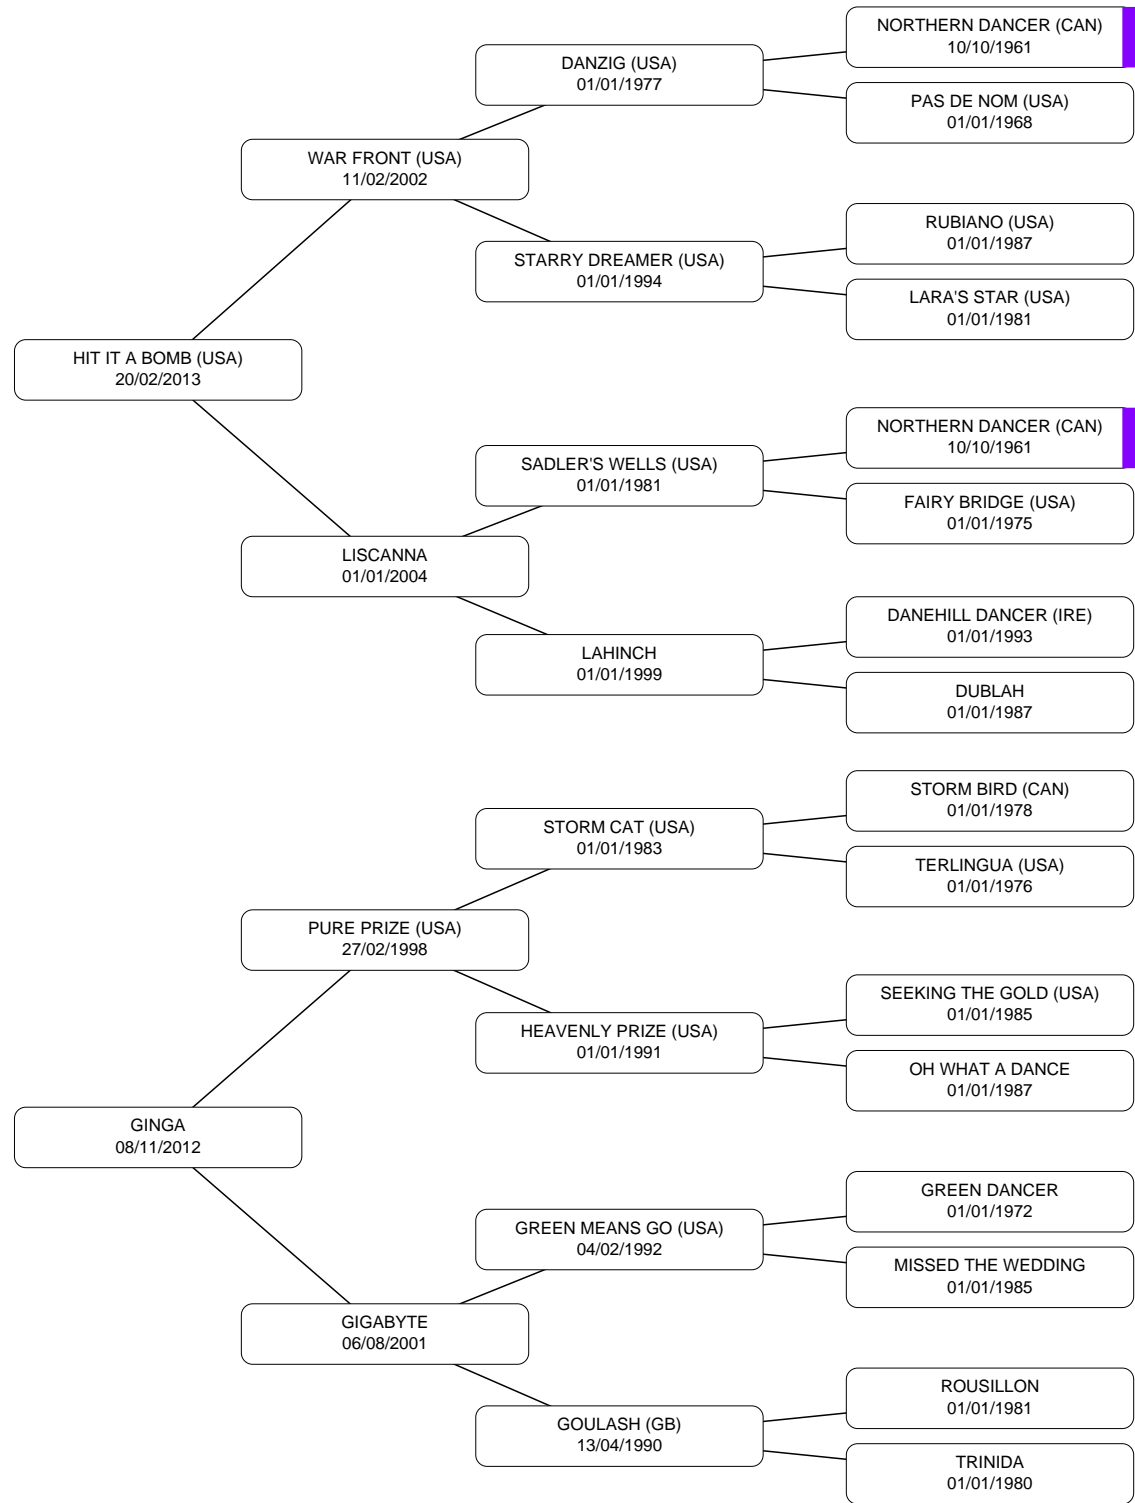 NORTHERN DANCER (CAN)
10/10/1961
DANZIG (USA)
01/01/1977
PAS DE NOM (USA)
01/01/1968
WAR FRONT (USA)
11/02/2002
RUBIANO (USA)
01/01/1987
STARRY DREAMER (USA)
01/01/1994
LARA'S STAR (USA)
01/01/1981
HIT IT A BOMB (USA)
20/02/2013
NORTHERN DANCER (CAN)
10/10/1961
SADLER'S WELLS (USA)
01/01/1981
FAIRY BRIDGE (USA)
01/01/1975
LISCANNA
01/01/2004
DANEHILL DANCER (IRE)
01/01/1993
LAHINCH
01/01/1999
DUBLAH
01/01/1987
STORM BIRD (CAN)
01/01/1978
STORM CAT (USA)
01/01/1983
TERLINGUA (USA)
01/01/1976
PURE PRIZE (USA)
27/02/1998
SEEKING THE GOLD (USA)
01/01/1985
HEAVENLY PRIZE (USA)
01/01/1991
OH WHAT A DANCE
01/01/1987
GINGA
08/11/2012
GREEN DANCER
01/01/1972
GREEN MEANS GO (USA)
04/02/1992
MISSED THE WEDDING
01/01/1985
GIGABYTE
06/08/2001
ROUSILLON
01/01/1981
GOULASH (GB)
13/04/1990
TRINIDA
01/01/1980